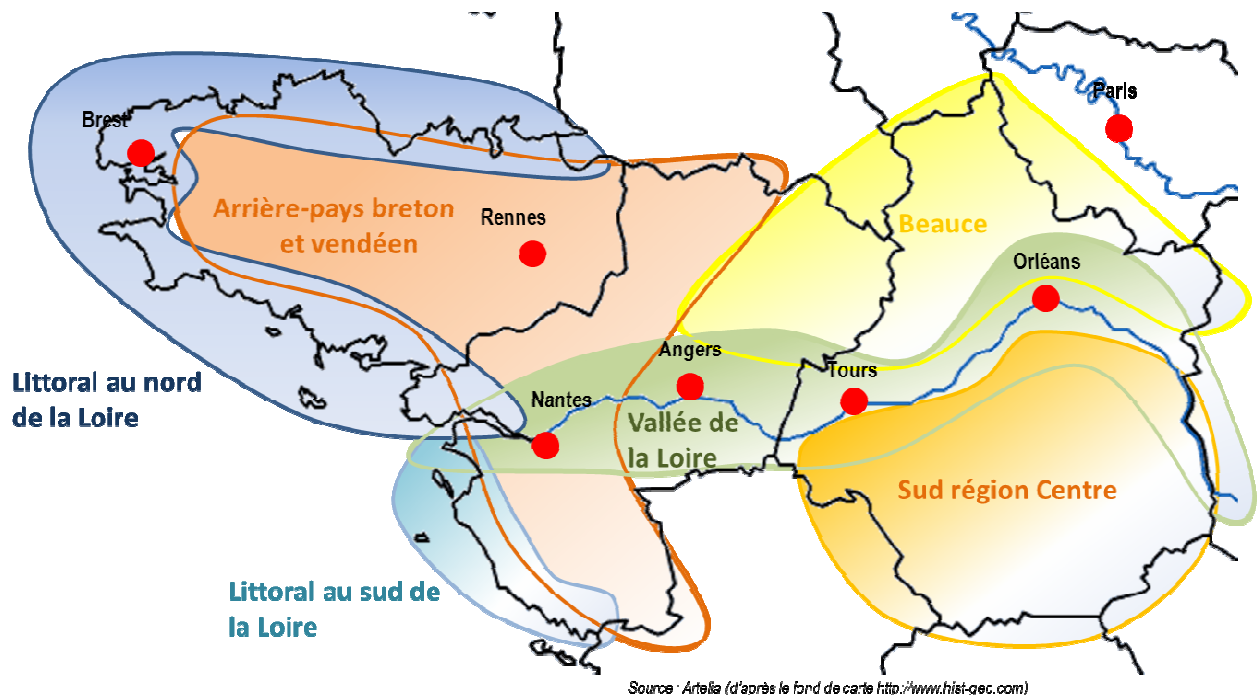 Paris
Brest
Arrière-pays breton
et vendéen
Rennes
Beauce
Orléans
Angers
Tours
Littoral au nord
de la Loire
Nantes
Vallée de
la Loire
Sud région Centre
Littoral au sud de
la Loire
Source : Artelia (d'après le fond de carte http://www.hist-geo.com)